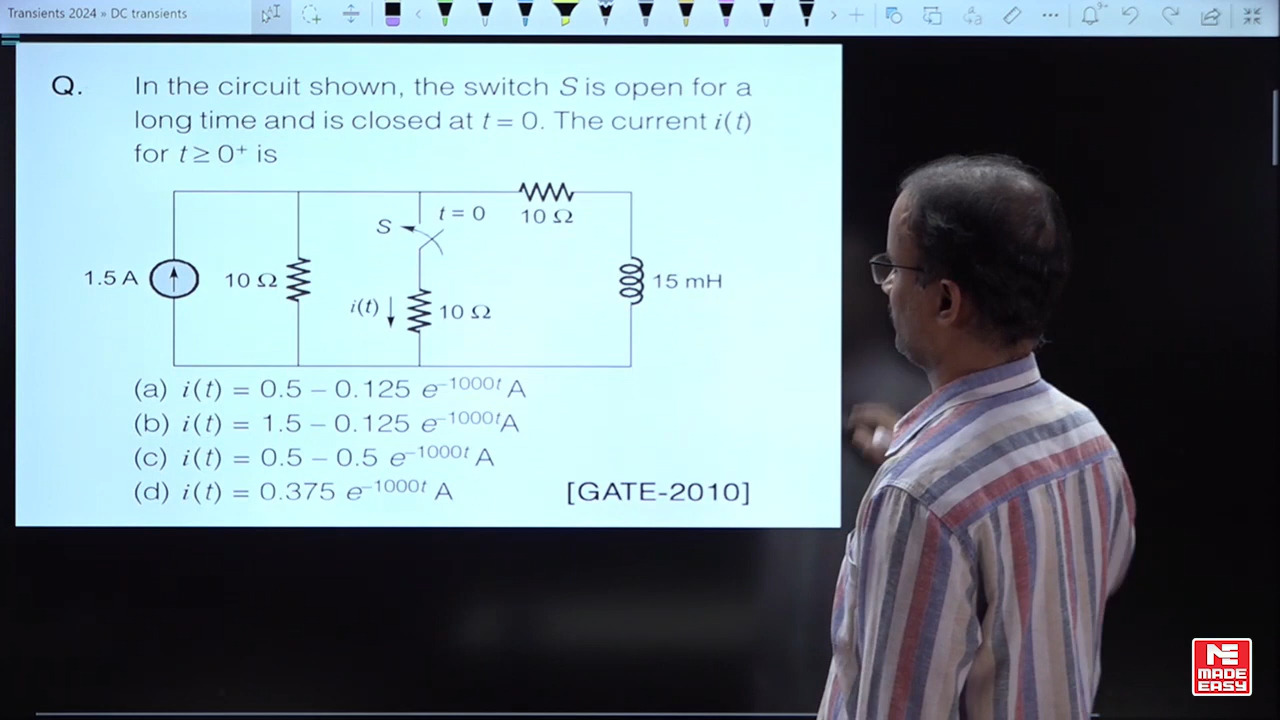 Transients 2024 » DC transients
Q. In the circuit shown, the switch S is open for a
long time and is closed at t = 0. The current i(t)
for t ≥ 0⁺ is
t = 0
S
10 Ω
1.5 A
10 Ω
15 mH
i(t)
10 Ω
(a) i(t) = 0.5 – 0.125 e⁻¹⁰⁰⁰ᵗ A
(b) i(t) = 1.5 – 0.125 e⁻¹⁰⁰⁰ᵗA
(c) i(t) = 0.5 – 0.5 e⁻¹⁰⁰⁰ᵗ A
(d) i(t) = 0.375 e⁻¹⁰⁰⁰ᵗ A [GATE-2010]
ME
MADE
EASY